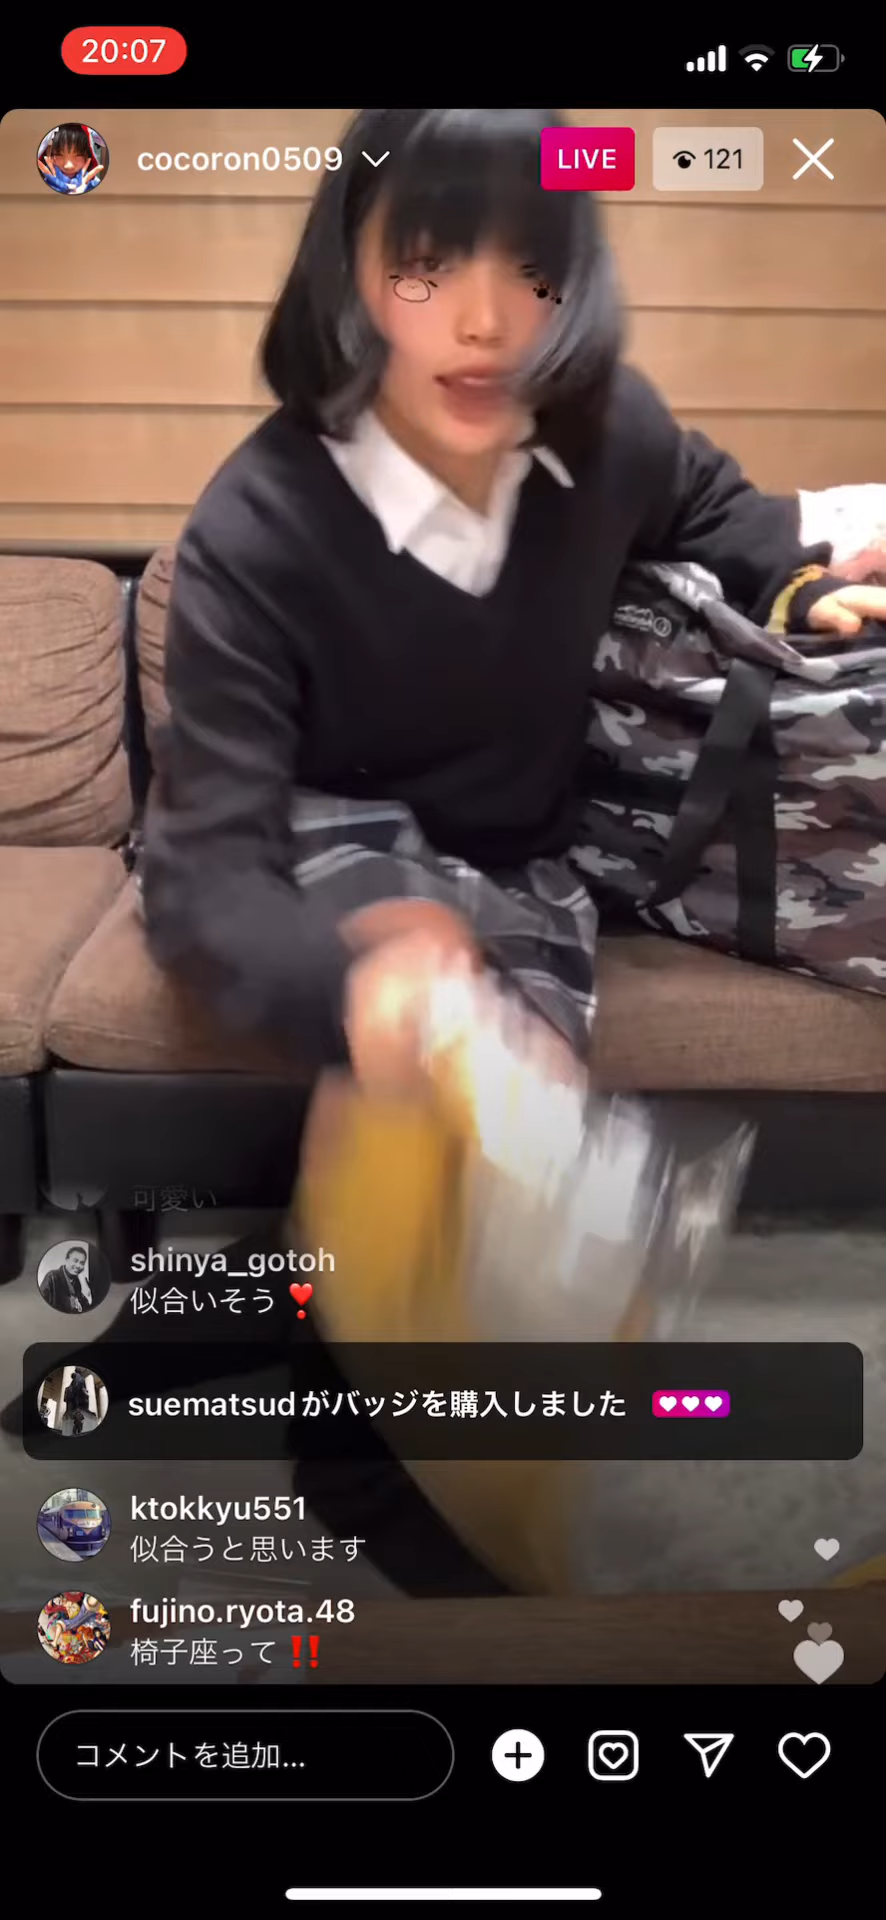 20:07
cocoron0509
LIVE
121
可愛い
shinya_gotoh
似合いそう❣️
suematsudがバッジを購入しました
ktokkyu551
似合うと思います
fujino.ryota.48
椅子座って‼️
コメントを追加...